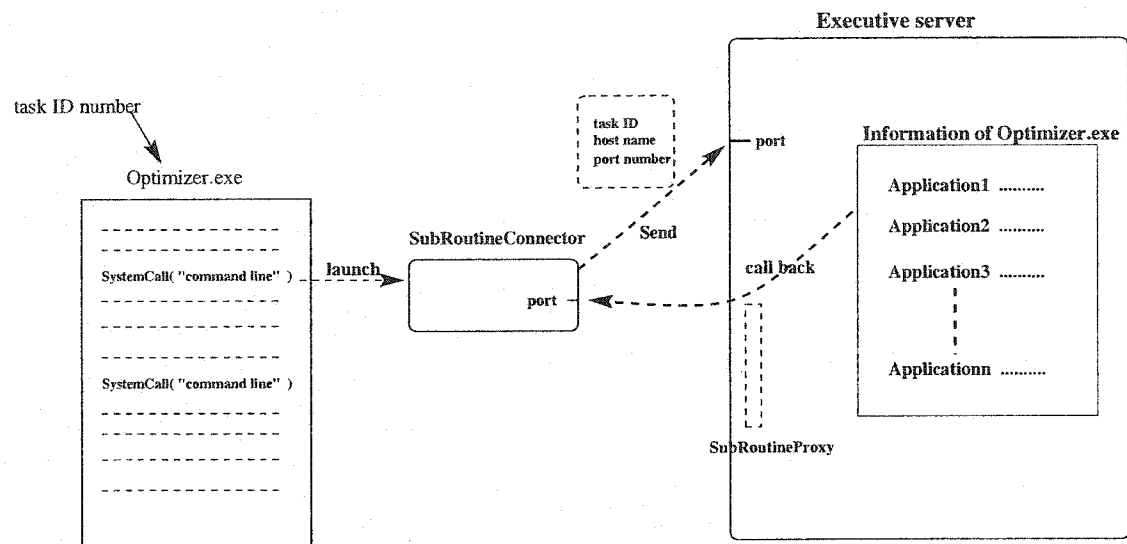 Executive server
task ID number
task ID
host name
port number
port
Information of Optimizer.exe
Optimizer.exe
Application1 ..........
SubRoutineConnector
Send
Application2 ..........
SystemCall( "command line" )
launch
call back
Application3 ..........
port
Applicationn ..........
SystemCall( "command line" )
SubRoutineProxy